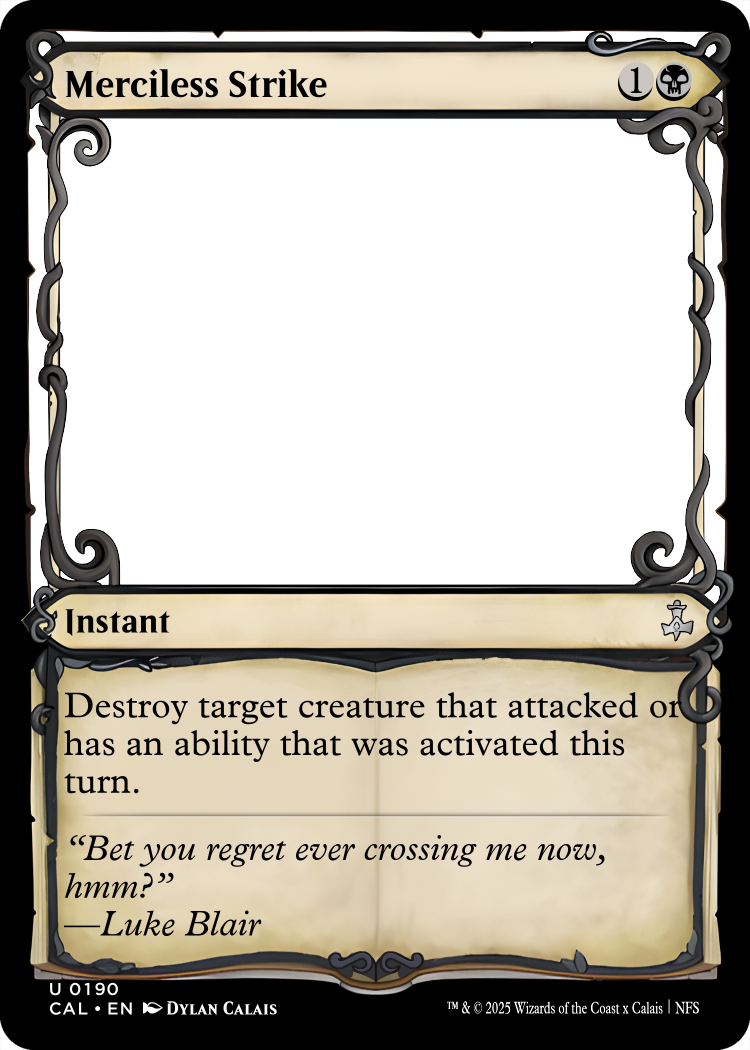 Merciless Strike 1
Instant
Destroy target creature that attacked or
has an ability that was activated this
turn.
“Bet you regret ever crossing me now,
hmm?”
—Luke Blair
U 0190
CAL • EN Dylan Calais ™ & © 2025 Wizards of the Coast x Calais | NFS